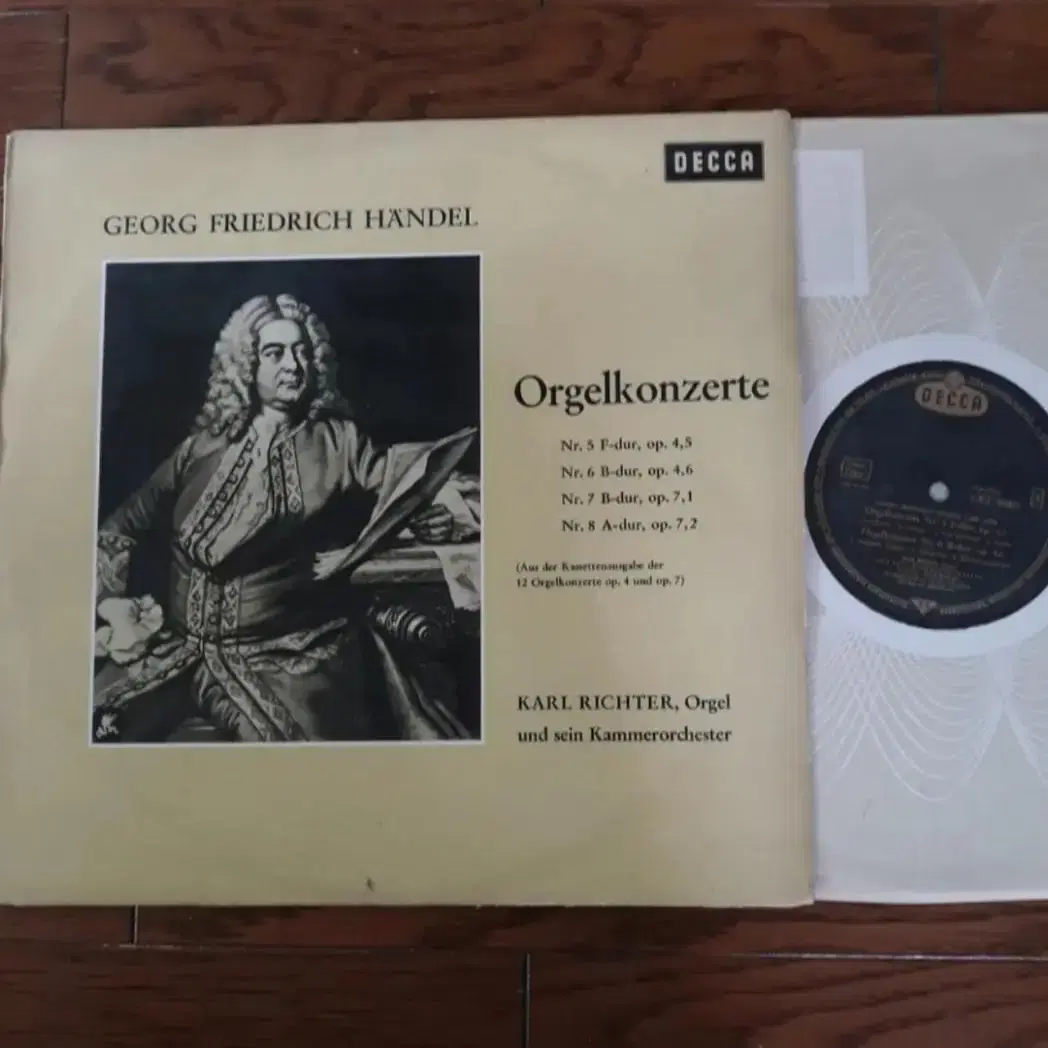 DECCA
GEORG FRIEDRICH HÄNDEL
Orgelkonzerte
Nr. 5 F-dur, op. 4,5
Nr. 6 B-dur, op. 4,6
Nr. 7 B-dur, op. 7,1
Nr. 8 A-dur, op. 7,2
(Aus der Kassettenausgabe der
12 Orgelkonzerte op. 4 und op. 7)
KARL RICHTER, Orgel
und sein Kammerorchester
DECCA